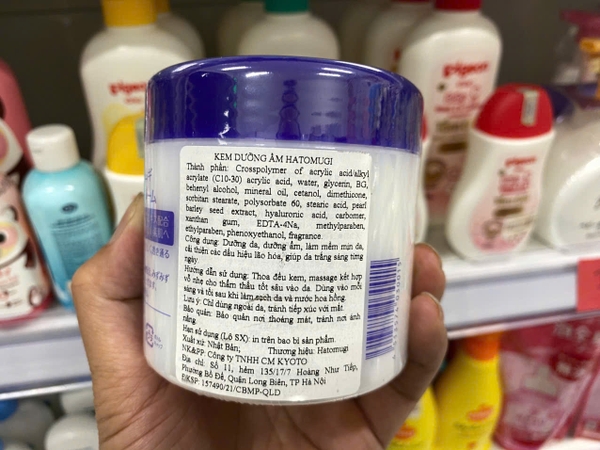 KEM DƯỠNG ẨM HATOMUGI
Thành phần: Crosspolymer of acrylic acid/alkyl
acrylate (C10-30) acrylic acid, water, glycerin, BG,
behenyl alcohol, mineral oil, cetanol, dimethicone,
sorbitan stearate, polysorbate 60, stearic acid, pearl
barley seed extract, hyaluronic acid, carbomer,
xanthan gum, EDTA-4Na, methylparaben,
ethylparaben, phenoxyethanol, fragrance.
Công dụng: Dưỡng da, dưỡng ẩm, làm mềm mịn da,
cải thiện các dấu hiệu lão hóa, giúp da trắng sáng từng
ngày.
Hướng dẫn sử dụng: Thoa đều kem, massage kết hợp
vỗ nhẹ cho thẩm thấu tốt sâu vào da. Dùng vào mỗi
sáng và tối sau khi làm sạch da và nước hoa hồng.
Lưu ý: Chỉ dùng ngoài da, tránh tiếp xúc với mắt.
Bảo quản: Bảo quản nơi thoáng mát, tránh nơi ánh
nắng.
Hạn sử dụng (Lô SX): in trên bao bì sản phẩm.
Xuất xứ: Nhật Bản; Thương hiệu: Hatomugi
NK&PP: Công ty TNHH CM KYOTO
Địa chỉ: Số 11, hẻm 135/17/7 Hoàng Như Tiếp,
Phường Bồ Đề, Quận Long Biên, TP Hà Nội
ĐKSP: 157490/21/CBMP-QLD
pigeon
pigeon
pigeon